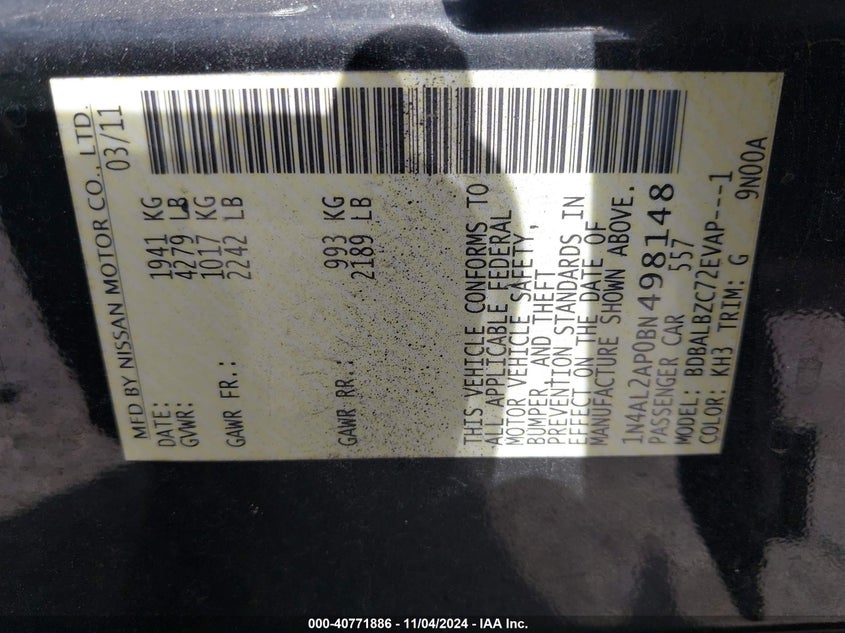 MFD BY NISSAN MOTOR CO., LTD.
DATE: 03/11
GVWR: 1941 KG
4279 LB
GAWR FR.: 1017 KG
2242 LB
GAWR RR.: 993 KG
2189 LB
THIS VEHICLE CONFORMS TO
ALL APPLICABLE FEDERAL
MOTOR VEHICLE SAFETY,
BUMPER, AND THEFT
PREVENTION STANDARDS IN
EFFECT ON THE DATE OF
MANUFACTURE SHOWN ABOVE.
1N4AL2AP0BN498148
PASSENGER CAR 557
MODEL: BDBALBZC72EVAP---1
COLOR: KH3 TRIM: G 9N00A
000-40771886 - 11/04/2024 - IAA Inc.